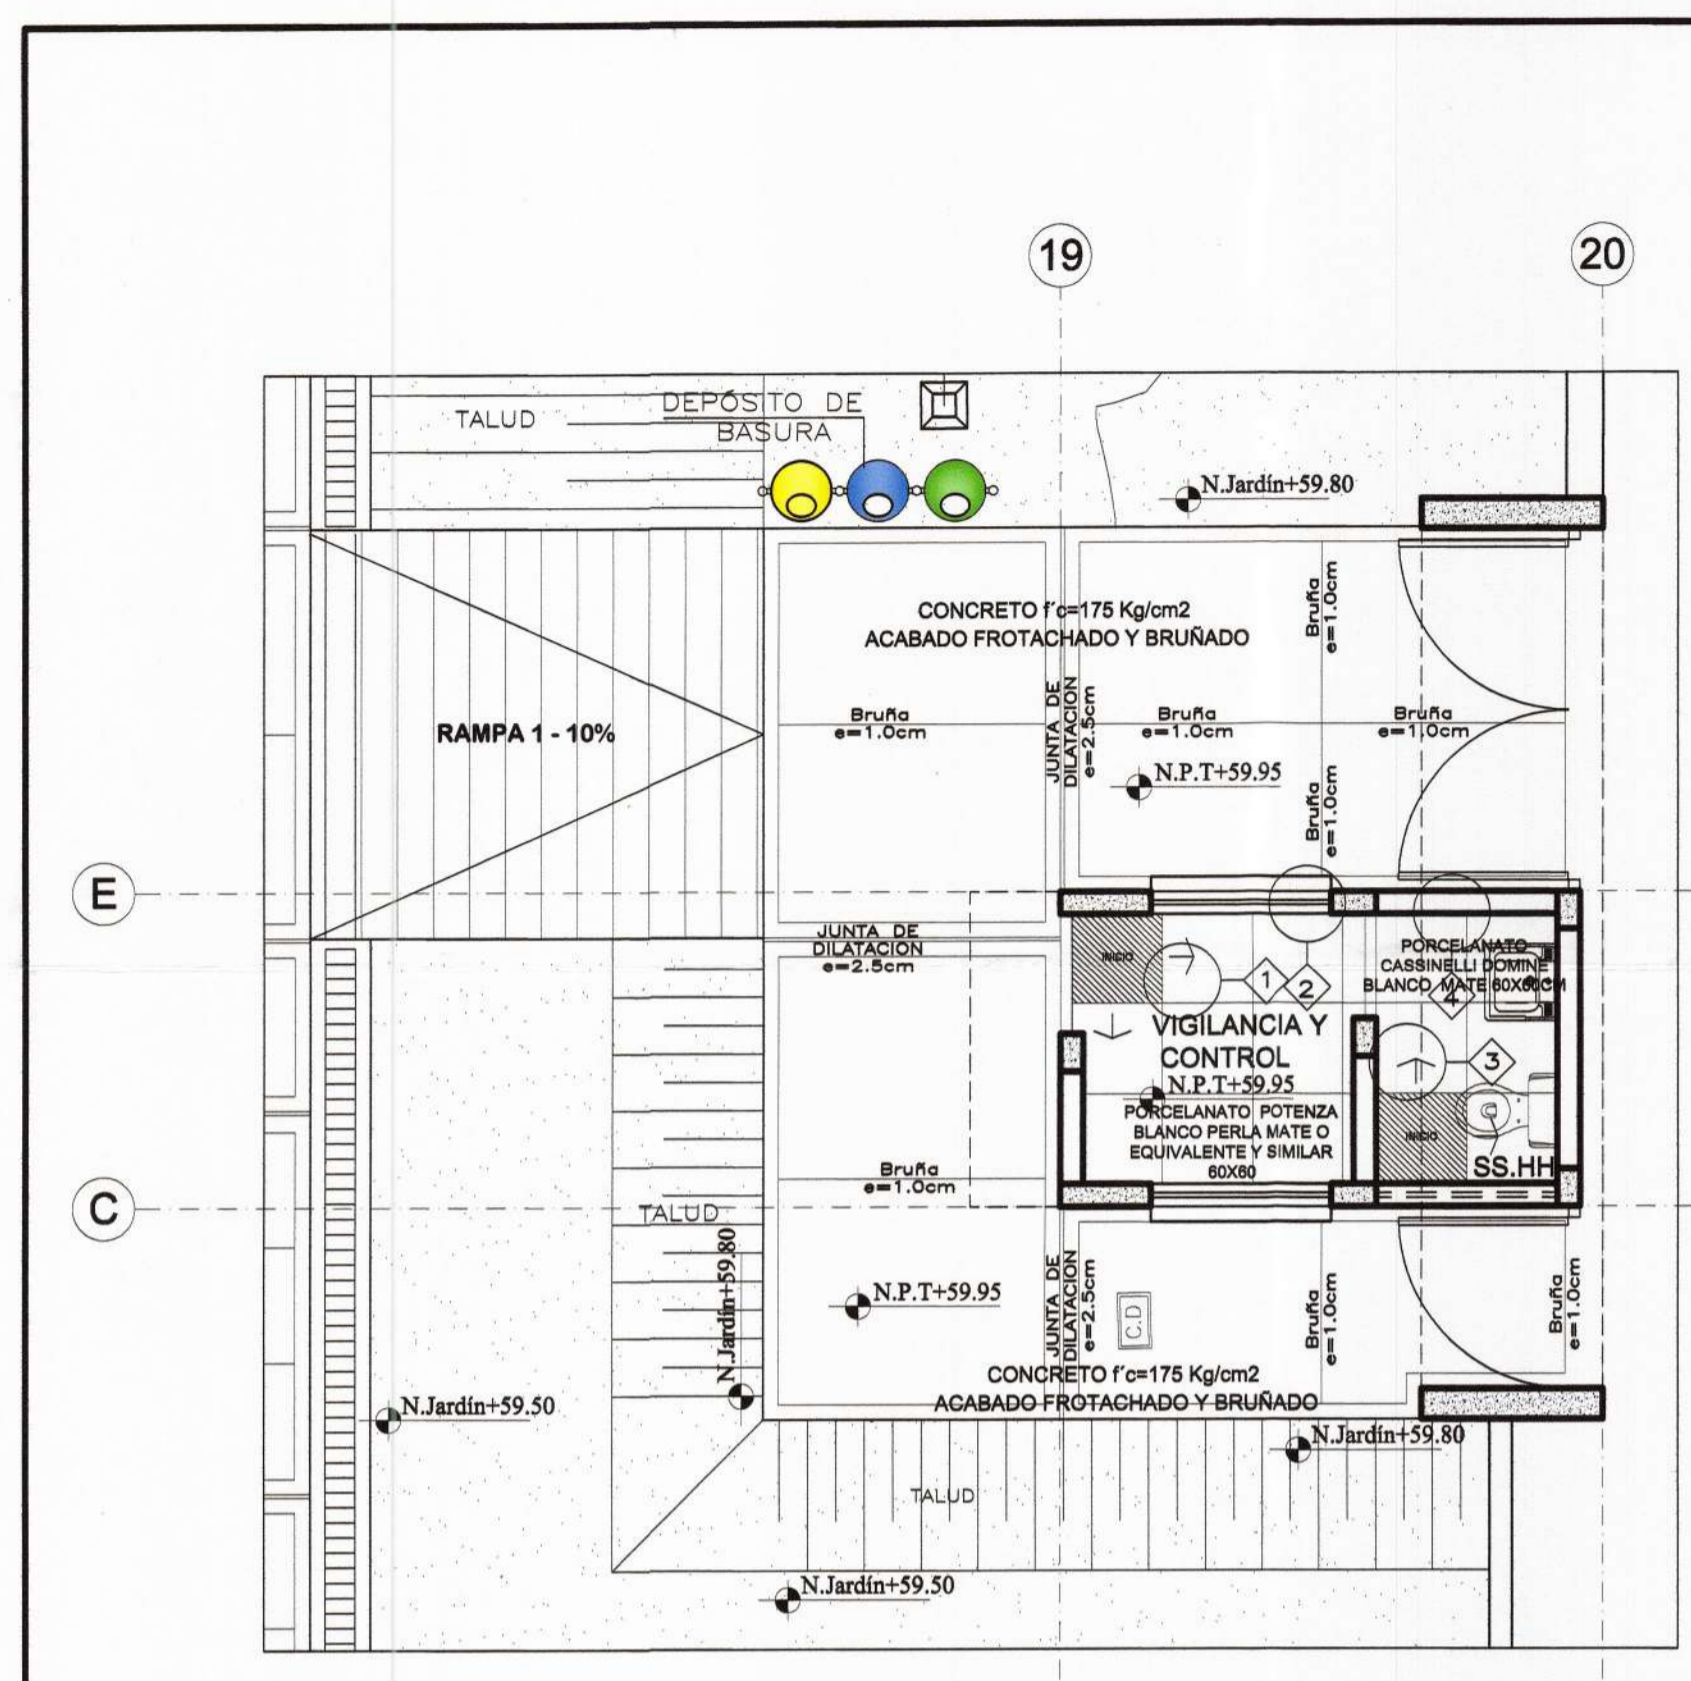 19
20
TALUD
DEPÓSITO DE
BASURA
N.Jardín+59.80
CONCRETO f´c=175 Kg/cm2
ACABADO FROTACHADO Y BRUÑADO
Bruña
e=1.0cm
RAMPA 1 - 10%
Bruña
e=1.0cm
JUNTA DE
DILATACION
e=2.5cm
Bruña
e=1.0cm
Bruña
e=1.0cm
N.P.T+59.95
Bruña
e=1.0cm
E
JUNTA DE
DILATACION
e=2.5cm
INICIO
1
2
PORCELANATO
CASSINELLI DOMINE
BLANCO MATE 60X60CM
4
VIGILANCIA Y
CONTROL
3
N.P.T+59.95
PORCELANATO POTENZA
BLANCO PERLA MATE O
EQUIVALENTE Y SIMILAR
60X60
INICIO
SS.HH
Bruña
e=1.0cm
C
TALUD
N.Jardín+59.80
N.P.T+59.95
JUNTA DE
DILATACION
e=2.5cm
C.D
Bruña
e=1.0cm
Bruña
e=1.0cm
CONCRETO f´c=175 Kg/cm2
ACABADO FROTACHADO Y BRUÑADO
N.Jardín+59.50
N.Jardín+59.80
TALUD
N.Jardín+59.50